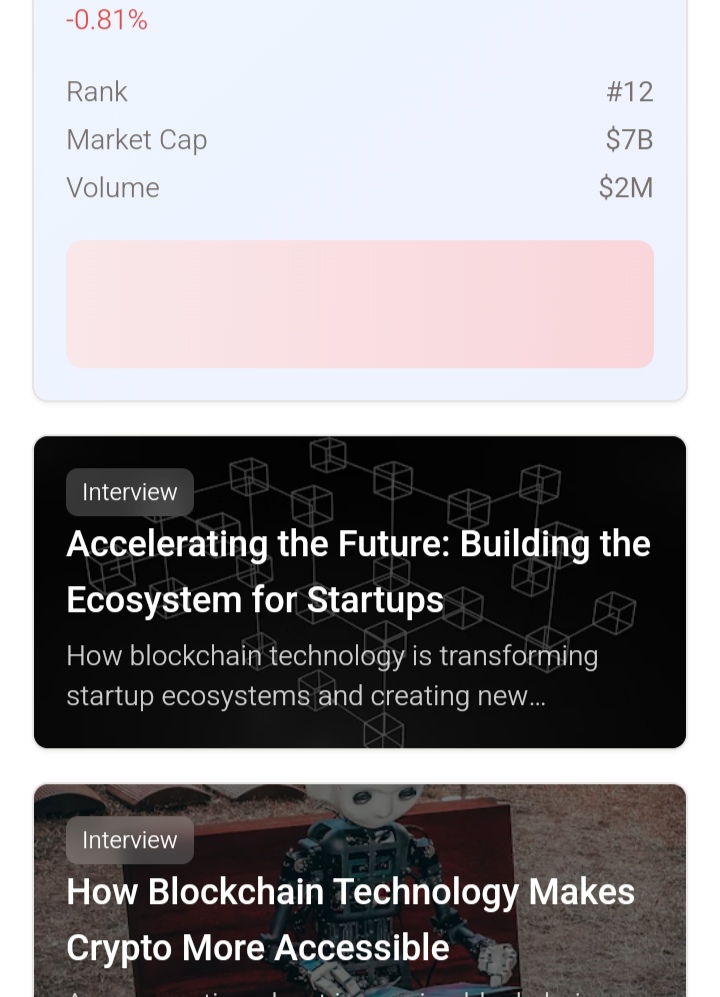 -0.81%
Rank #12
Market Cap $7B
Volume $2M
Interview
Accelerating the Future: Building the
Ecosystem for Startups
How blockchain technology is transforming
startup ecosystems and creating new...
Interview
How Blockchain Technology Makes
Crypto More Accessible